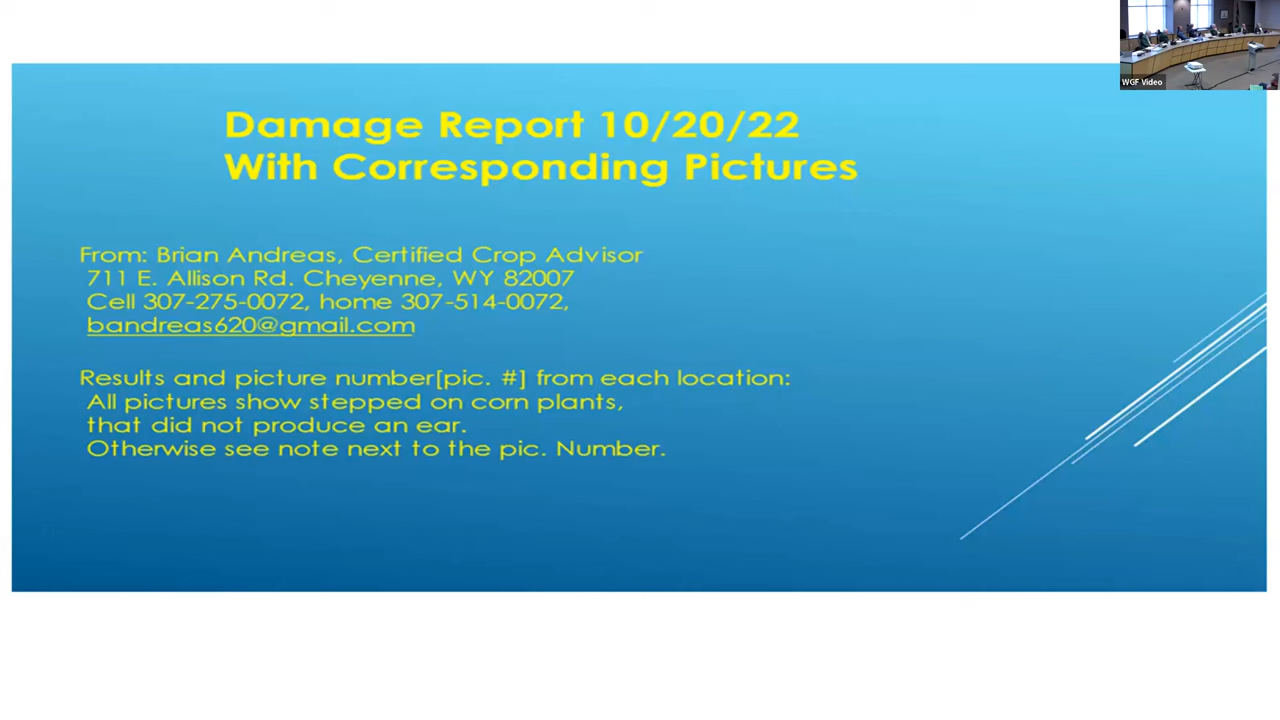 WGF Video
Damage Report 10/20/22
With Corresponding Pictures
From: Brian Andreas, Certified Crop Advisor
711 E. Allison Rd. Cheyenne, WY 82007
Cell 307-275-0072, home 307-514-0072,
bandreas620@gmail.com
Results and picture number[pic. #] from each location:
All pictures show stepped on corn plants,
that did not produce an ear.
Otherwise see note next to the pic. Number.